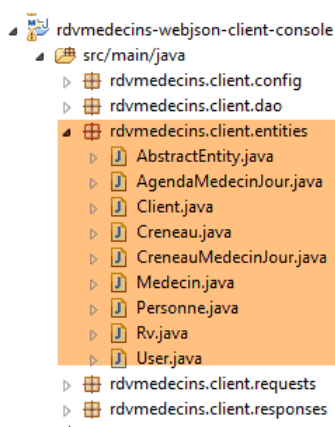 rdvmedecins-webjson-client-console
src/main/java
rdvmedecins.client.config
rdvmedecins.client.dao
rdvmedecins.client.entities
AbstractEntity.java
AgendaMedecinJour.java
Client.java
Creneau.java
CreneauMedecinJour.java
Medecin.java
Personne.java
Rv.java
User.java
rdvmedecins.client.requests
rdvmedecins.client.responses